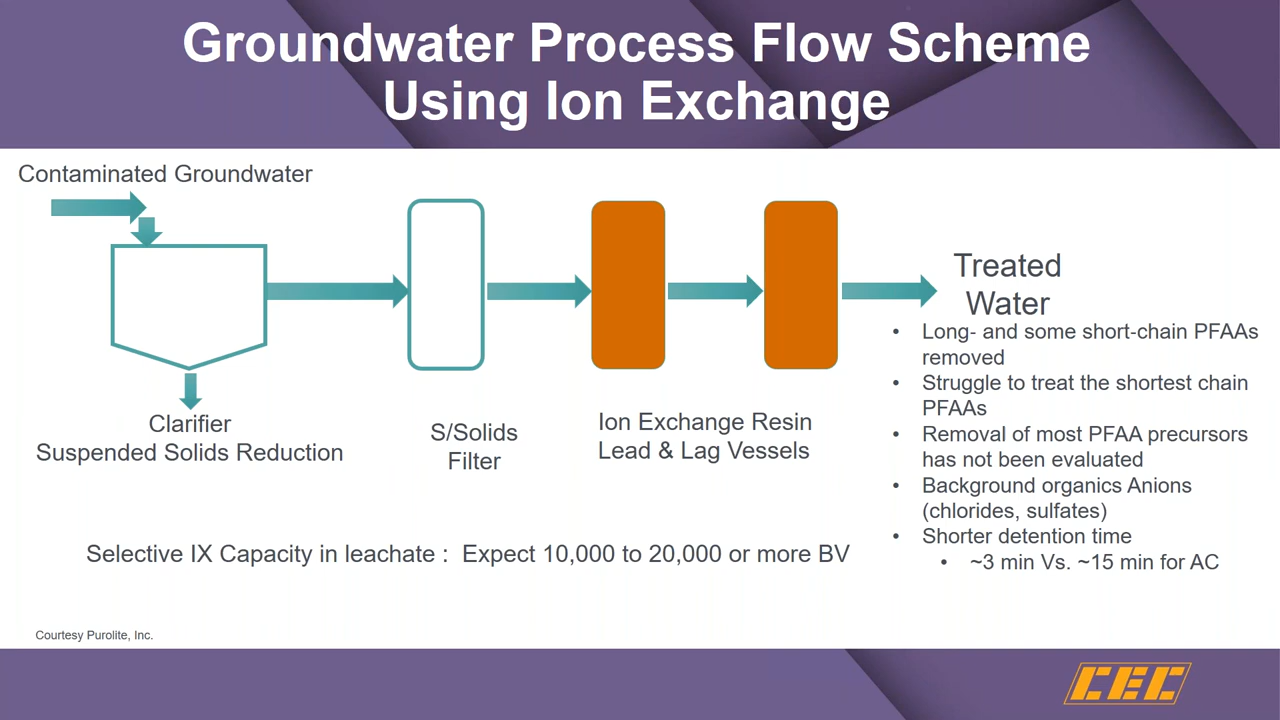 Groundwater Process Flow Scheme
Using Ion Exchange
Contaminated Groundwater
Clarifier
Suspended Solids Reduction
S/Solids
Filter
Ion Exchange Resin
Lead & Lag Vessels
Treated
Water
• Long- and some short-chain PFAAs
removed
• Struggle to treat the shortest chain
PFAAs
• Removal of most PFAA precursors
has not been evaluated
• Background organics Anions
(chlorides, sulfates)
• Shorter detention time
• ~3 min Vs. ~15 min for AC
Selective IX Capacity in leachate : Expect 10,000 to 20,000 or more BV
Courtesy Purolite, Inc.
CEC